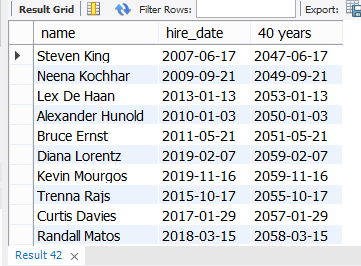 Result Grid Filter Rows: Export:
name hire_date 40 years
Steven King 2007-06-17 2047-06-17
Neena Kochhar 2009-09-21 2049-09-21
Lex De Haan 2013-01-13 2053-01-13
Alexander Hunold 2010-01-03 2050-01-03
Bruce Ernst 2011-05-21 2051-05-21
Diana Lorentz 2019-02-07 2059-02-07
Kevin Mourgos 2019-11-16 2059-11-16
Trenna Rajs 2015-10-17 2055-10-17
Curtis Davies 2017-01-29 2057-01-29
Randall Matos 2018-03-15 2058-03-15
Result 42